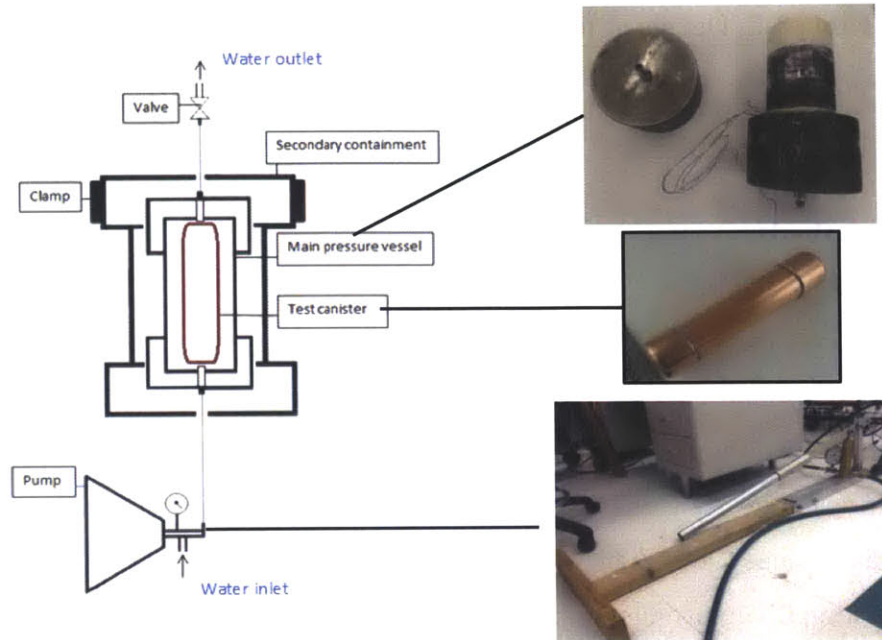 Water outlet
Valve
Secondary containment
Clamp
Main pressure vessel
Test canister
Pump
Water inlet